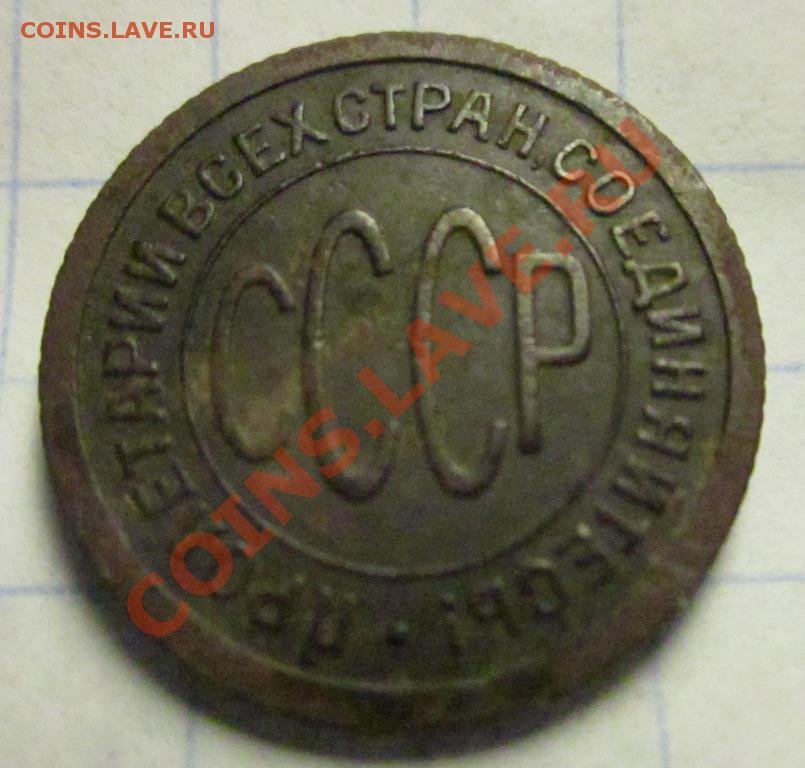 COINS.LAVE.RU
ПРОЛЕТАРИИ ВСЕХ СТРАН, СОЕДИНЯЙТЕСЬ! •
СССР
COINS.LAVE.RU